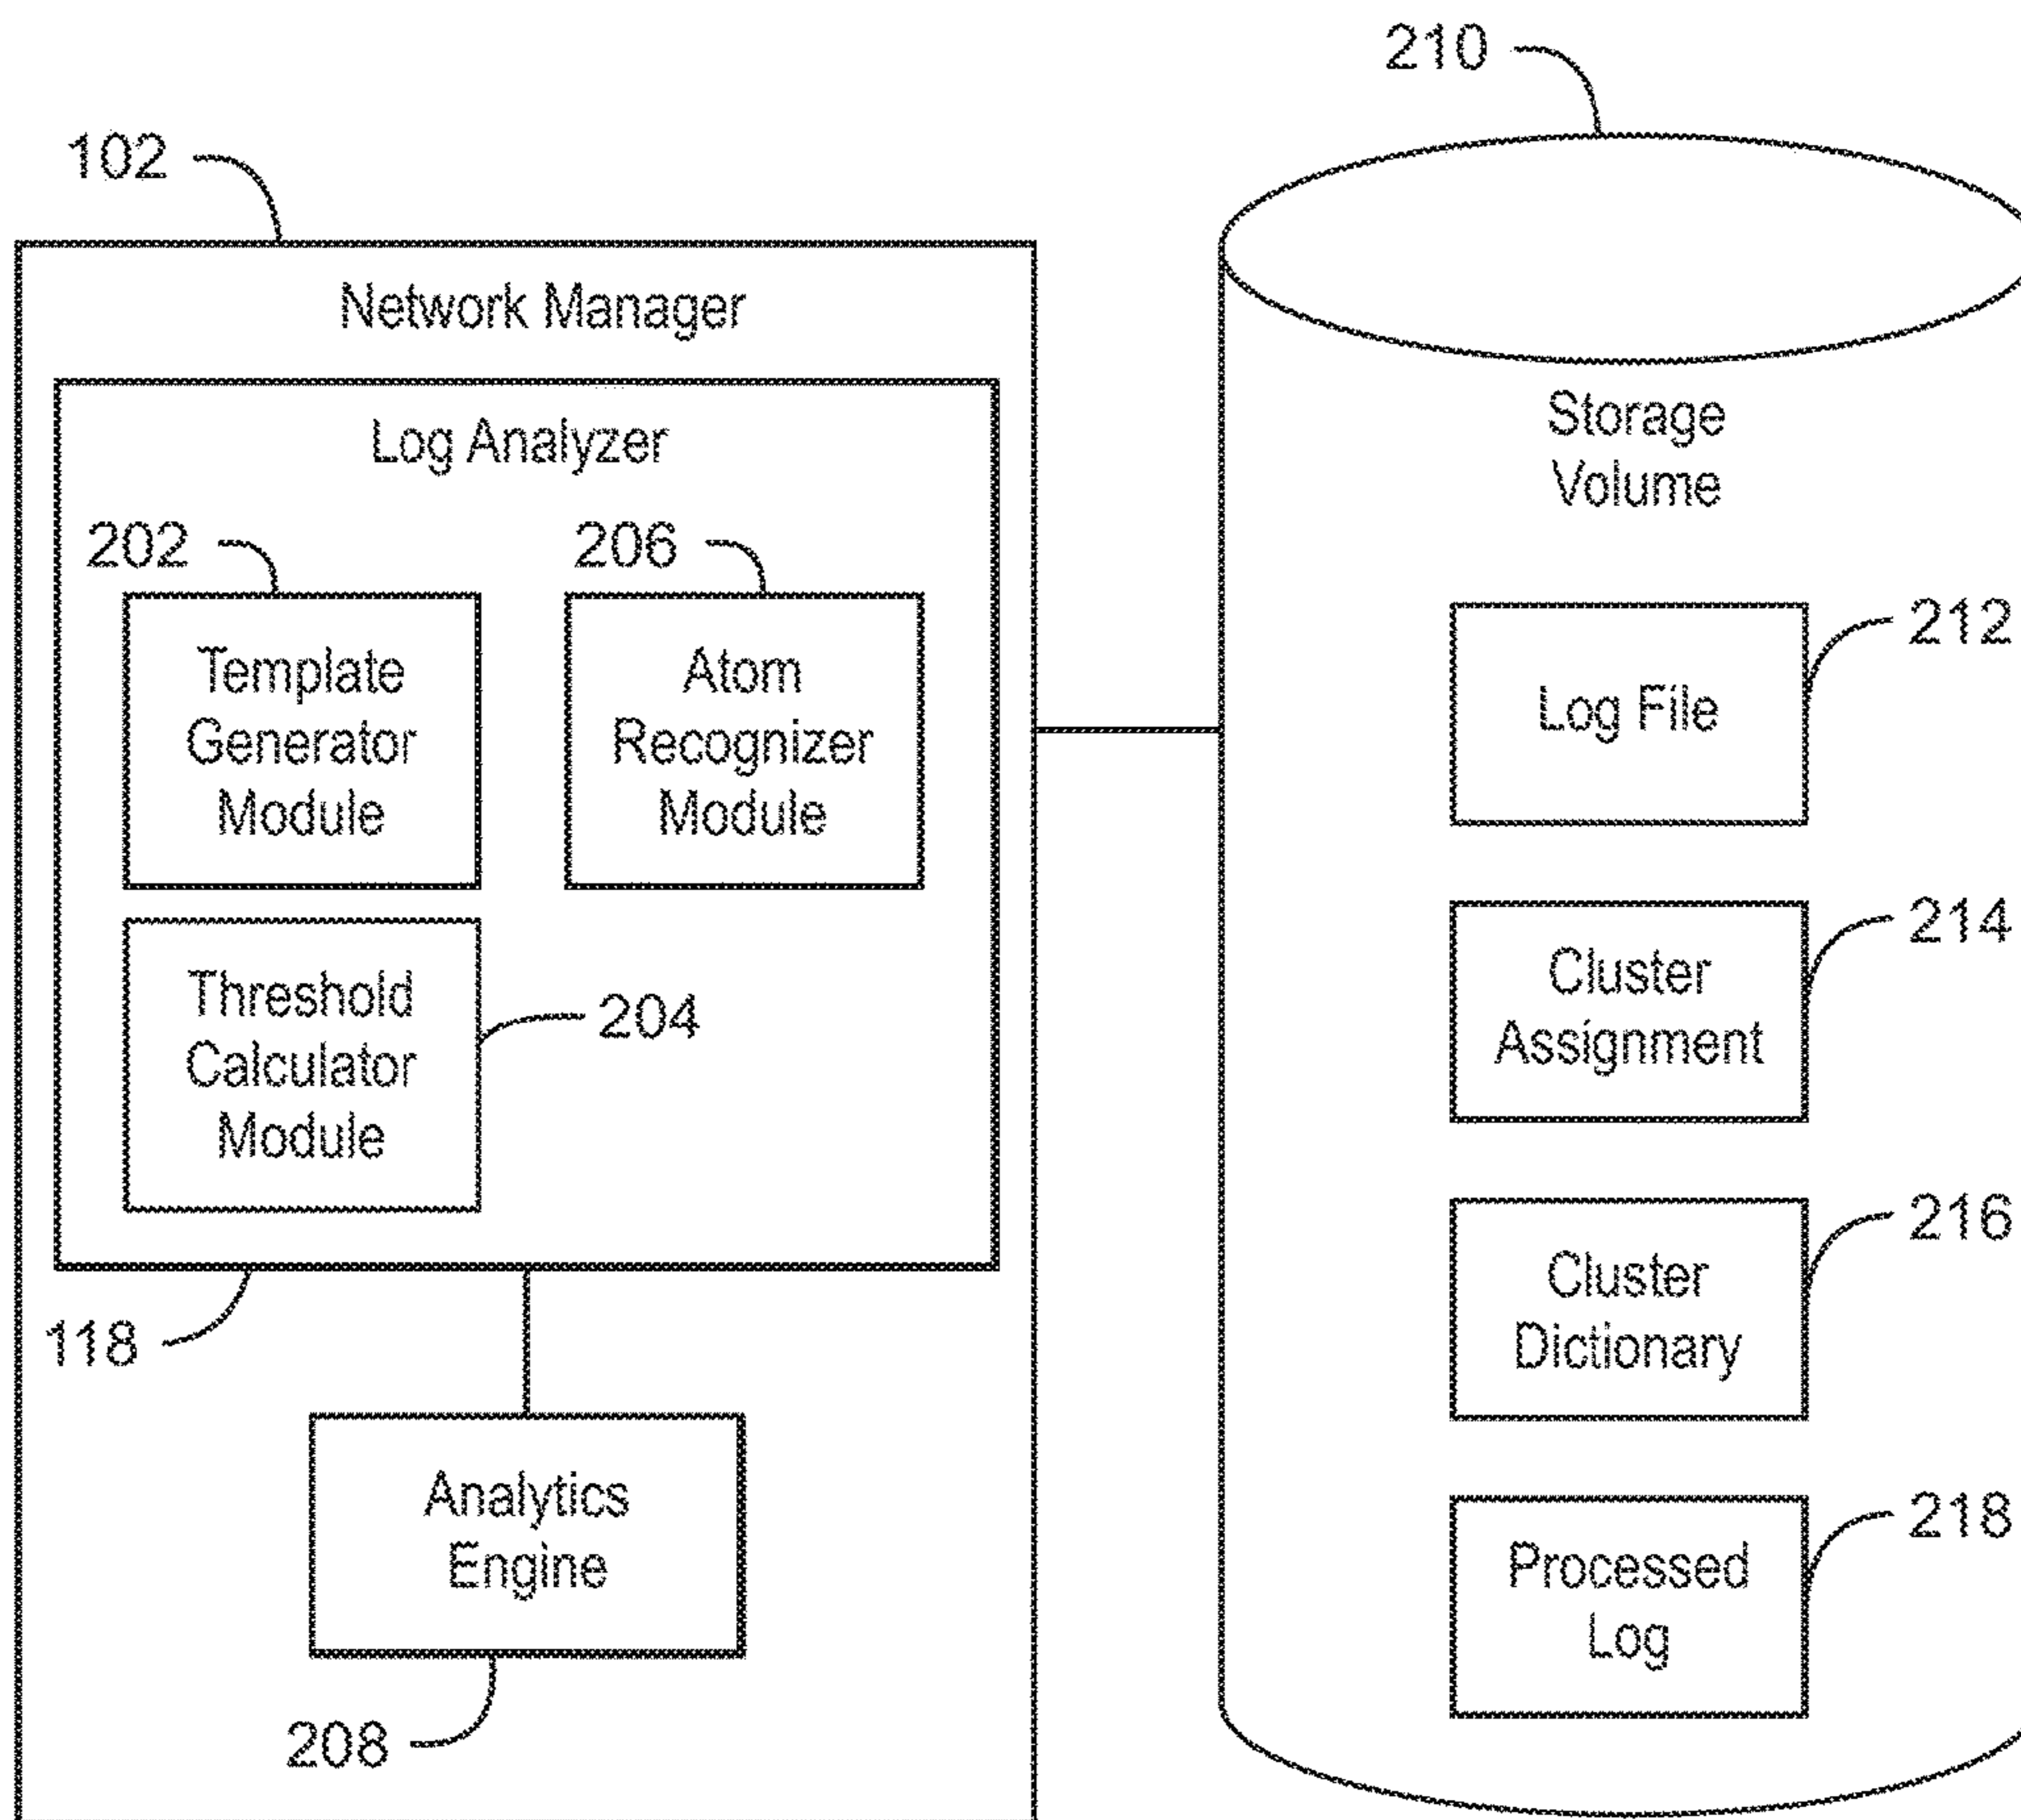 210
102
Network Manager
Log Analyzer
202
206
Template
Generator
Module
Atom
Recognizer
Module
Threshold
Calculator
Module
204
118
Analytics
Engine
208
Storage
Volume
Log File
212
Cluster
Assignment
214
Cluster
Dictionary
216
Processed
Log
218